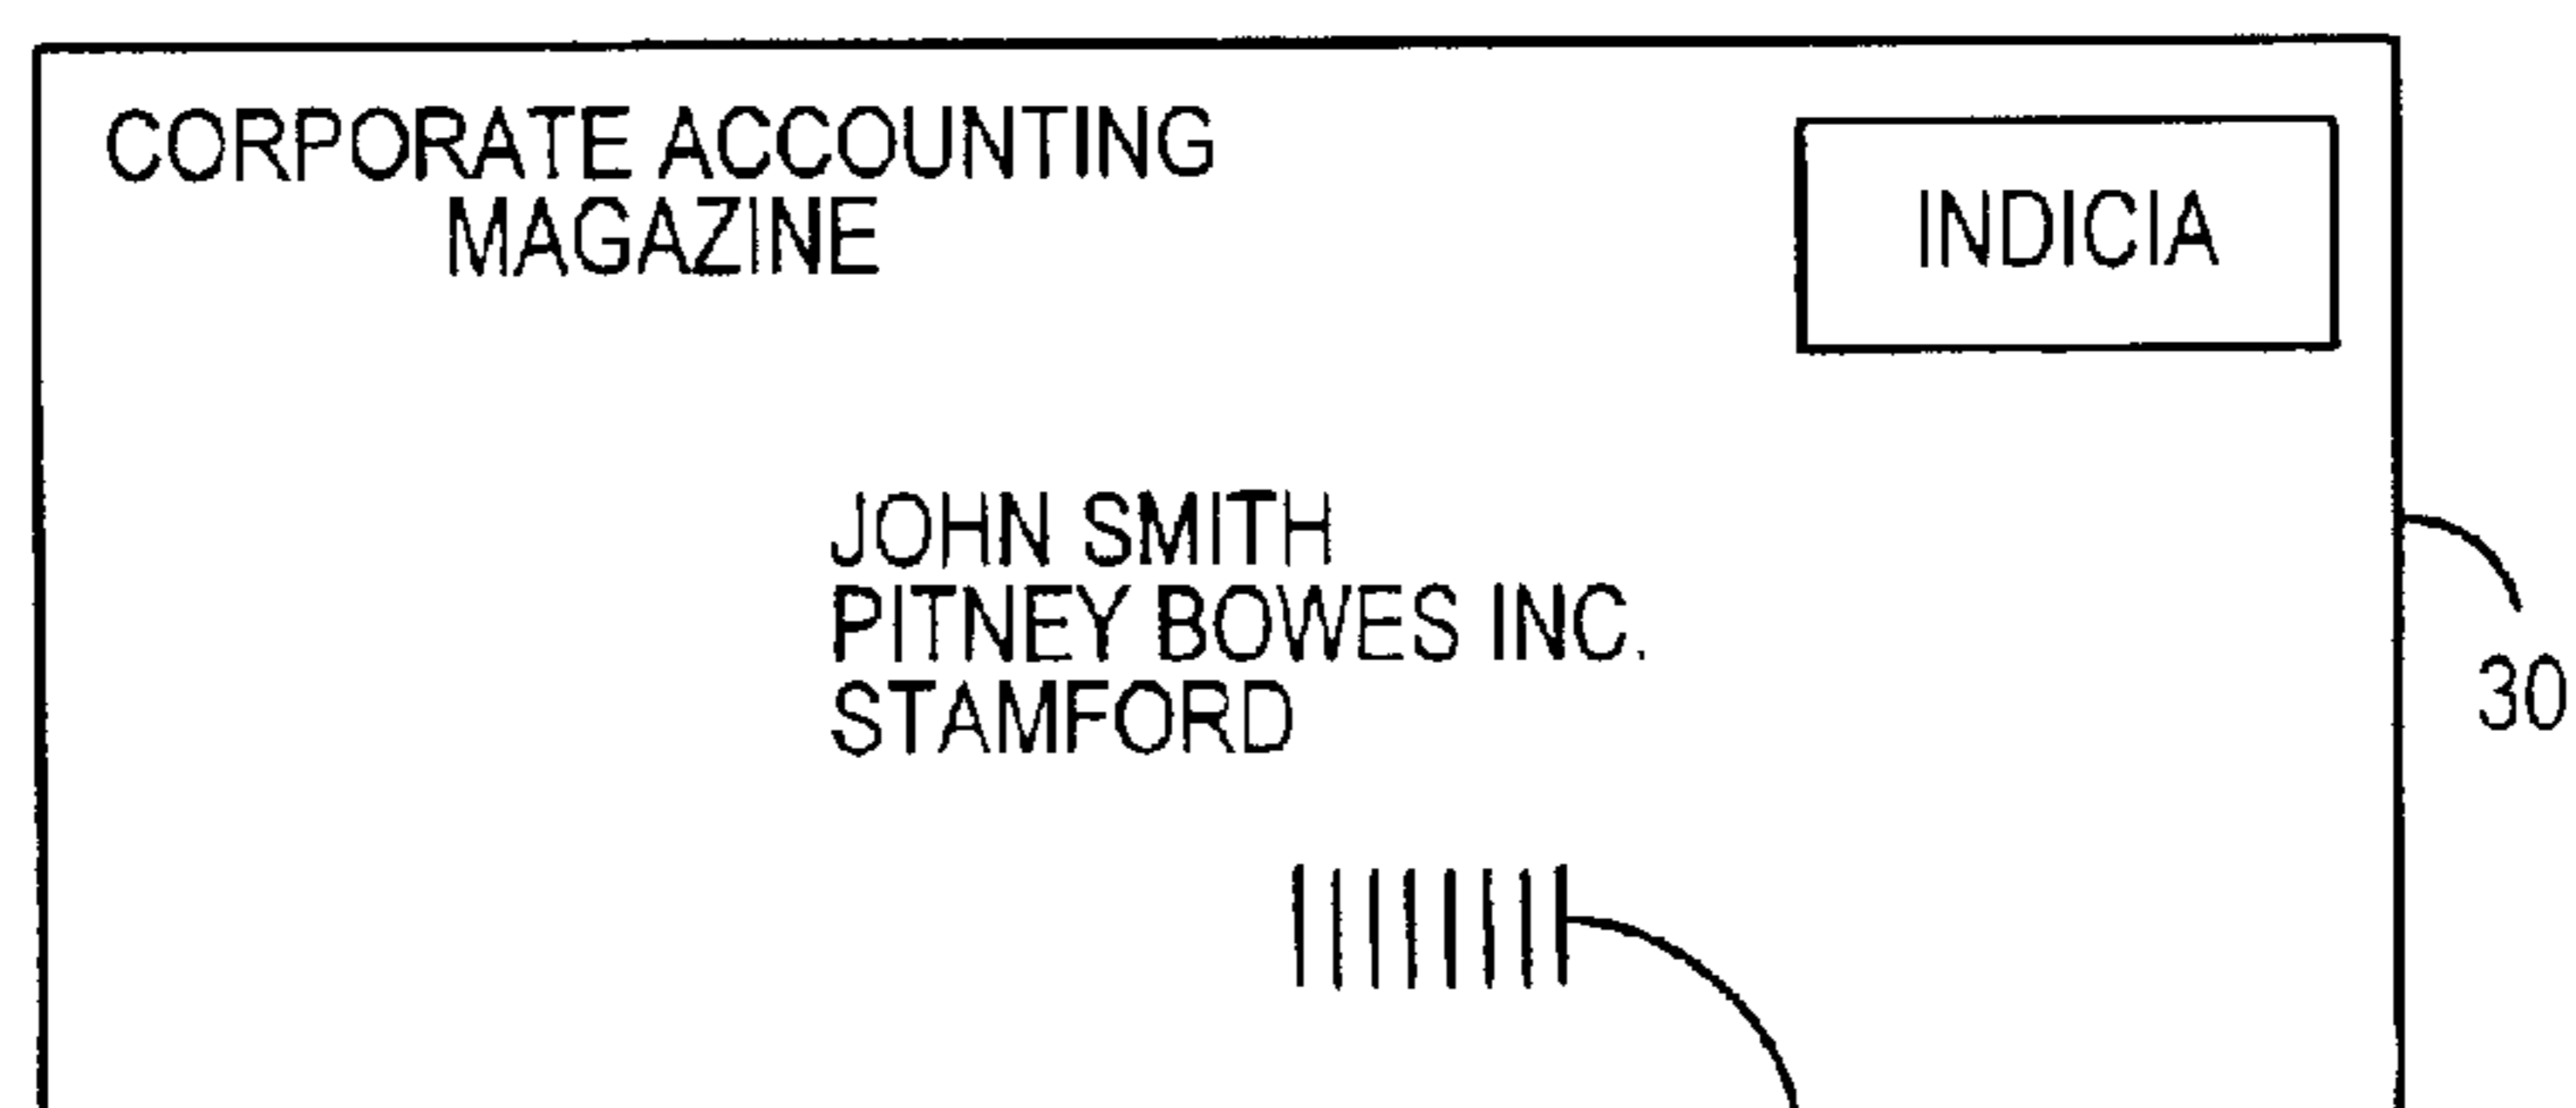 CORPORATE ACCOUNTING
MAGAZINE
INDICIA
JOHN SMITH
PITNEY BOWES INC.
STAMFORD
30